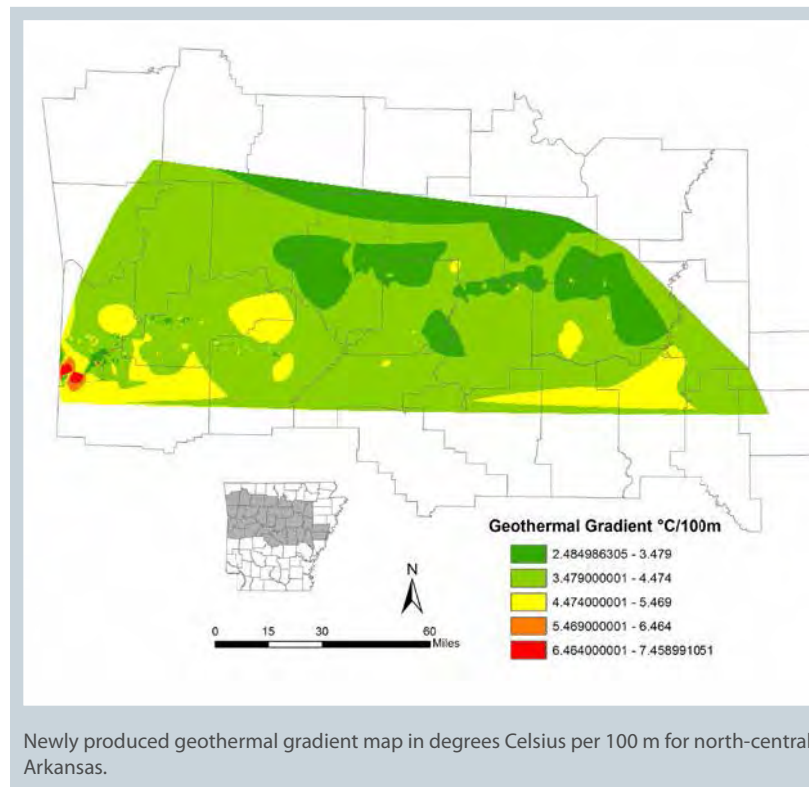 Geothermal Gradient °C/100m
2.484986305 - 3.479
3.479000001 - 4.474
4.474000001 - 5.469
5.469000001 - 6.464
6.464000001 - 7.458991051
N
0 15 30 60
Miles
Newly produced geothermal gradient map in degrees Celsius per 100 m for north-central
Arkansas.